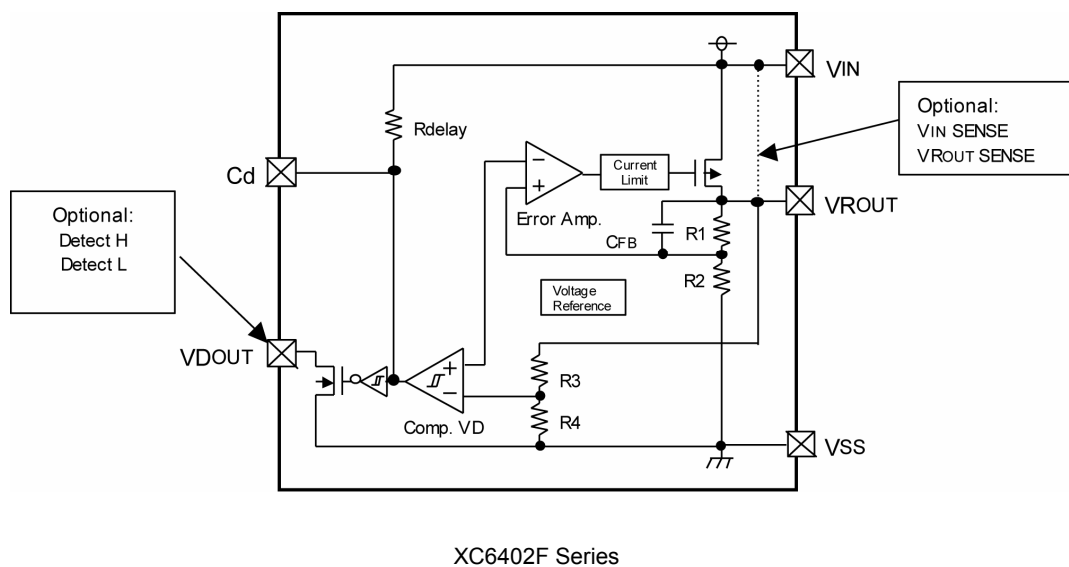 VIN
Rdelay
Optional:
VIN SENSE
VROUT SENSE
Cd
−
+
Current
Limit
Error Amp.
VROUT
Optional:
Detect H
Detect L
CFB
R1
R2
Voltage
Reference
VDOUT
+
−
R3
R4
Comp. VD
VSS
XC6402F Series